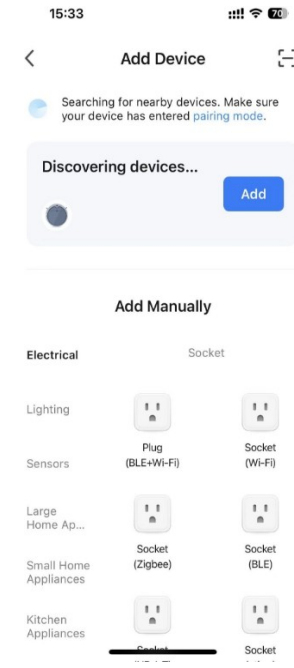 15:33
70
Add Device
Searching for nearby devices. Make sure
your device has entered pairing mode.
Discovering devices...
Add
Add Manually
Electrical
Socket
Lighting
Plug
(BLE+Wi-Fi)
Socket
(Wi-Fi)
Sensors
Large
Home Ap...
Socket
(Zigbee)
Socket
(BLE)
Small Home
Appliances
Kitchen
Appliances
Socket
Socket